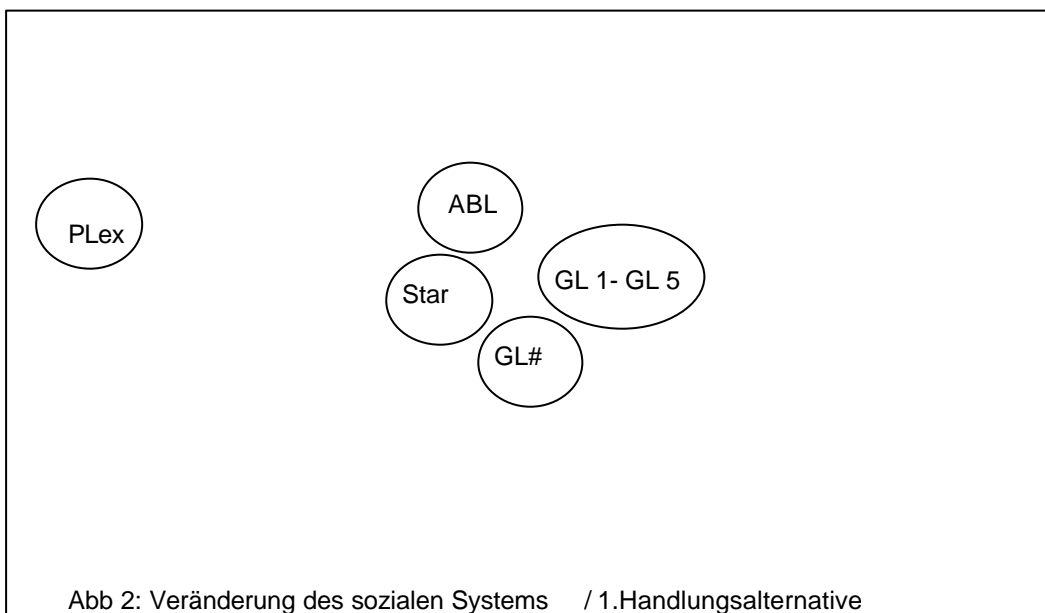 ABL
PLex
GL 1- GL 5
Star
GL#
Abb 2: Veränderung des sozialen Systems / 1.Handlungsalternative